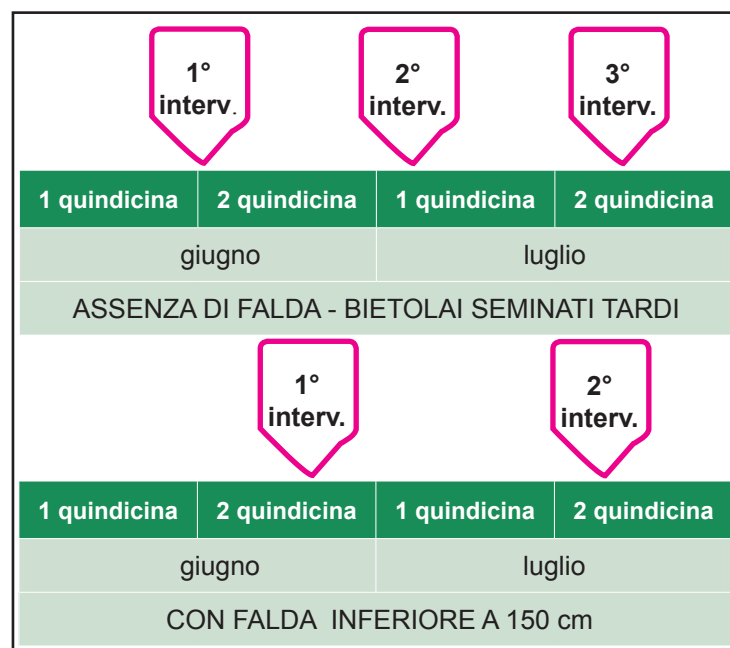 1°
interv.
2°
interv.
3°
interv.
1 quindicina 2 quindicina 1 quindicina 2 quindicina
giugno luglio
ASSENZA DI FALDA - BIETOLAI SEMINATI TARDI
1°
interv.
2°
interv.
1 quindicina 2 quindicina 1 quindicina 2 quindicina
giugno luglio
CON FALDA INFERIORE A 150 cm